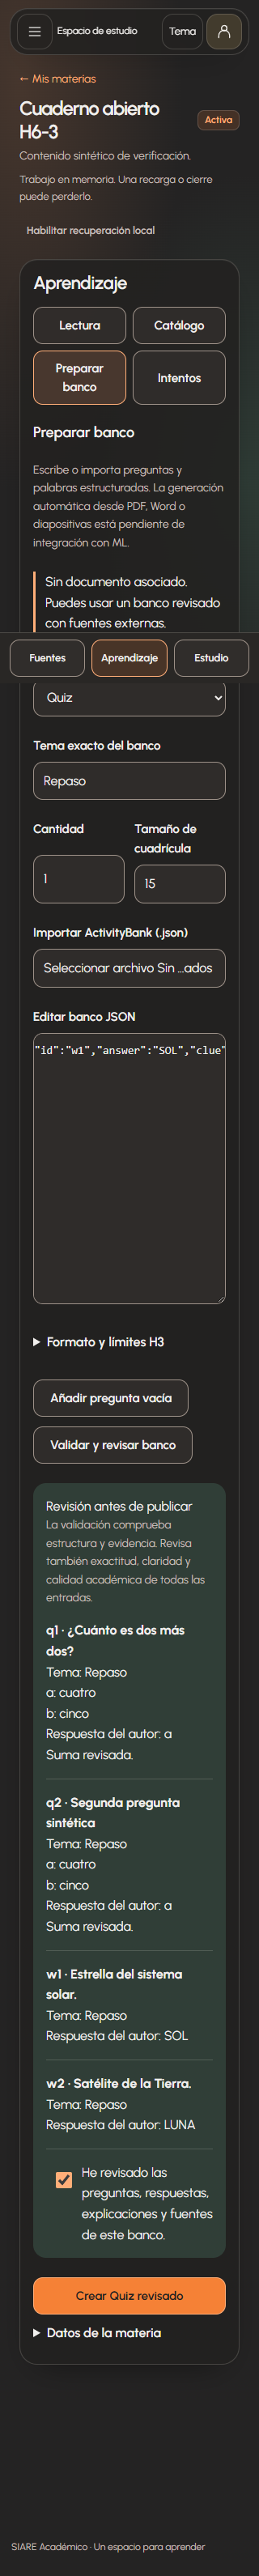 Espacio de estudio
Tema
← Mis materias
Cuaderno abierto
H6-3
Activa
Contenido sintético de verificación.
Trabajo en memoria. Una recarga o cierre
puede perderlo.
Habilitar recuperación local
Aprendizaje
Lectura
Catálogo
Preparar
banco
Intentos
Preparar banco
Escribe o importa preguntas y
palabras estructuradas. La generación
automática desde PDF, Word o
diapositivas está pendiente de
integración con ML.
Sin documento asociado.
Puedes usar un banco revisado
con fuentes externas.
Fuentes
Aprendizaje
Estudio
Quiz
Tema exacto del banco
Repaso
Cantidad
Tamaño de
cuadrícula
1
15
Importar ActivityBank (.json)
Seleccionar archivo Sin ...ados
Editar banco JSON
"id":"w1","answer":"SOL","clue"
Formato y límites H3
Añadir pregunta vacía
Validar y revisar banco
Revisión antes de publicar
La validación comprueba
estructura y evidencia. Revisa
también exactitud, claridad y
calidad académica de todas las
entradas.
q1 · ¿Cuánto es dos más
dos?
Tema: Repaso
a: cuatro
b: cinco
Respuesta del autor: a
Suma revisada.
q2 · Segunda pregunta
sintética
Tema: Repaso
a: cuatro
b: cinco
Respuesta del autor: a
Suma revisada.
w1 · Estrella del sistema
solar.
Tema: Repaso
Respuesta del autor: SOL
w2 · Satélite de la Tierra.
Tema: Repaso
Respuesta del autor: LUNA
He revisado las
preguntas, respuestas,
explicaciones y fuentes
de este banco.
Crear Quiz revisado
Datos de la materia
SIARE Académico · Un espacio para aprender